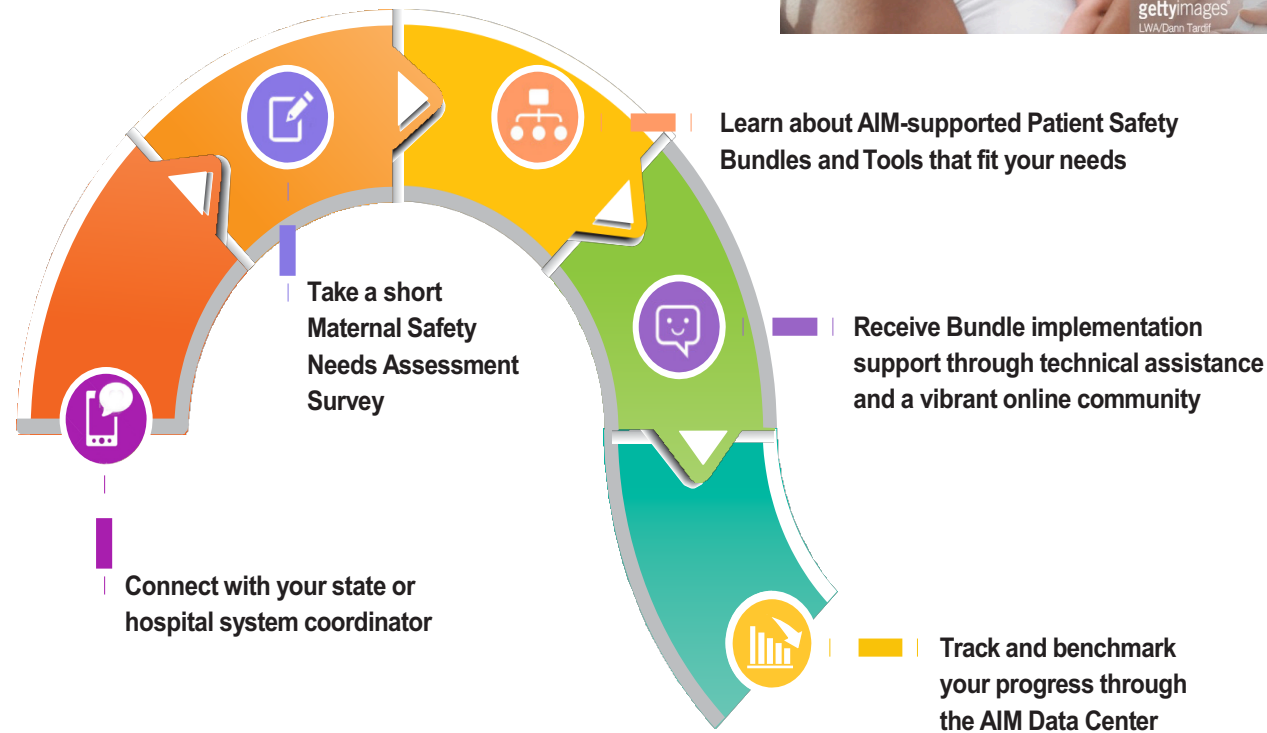 gettyimages®
LWA/Dann Tardif
Learn about AIM-supported Patient Safety
Bundles and Tools that fit your needs
Take a short
Maternal Safety
Needs Assessment
Survey
Receive Bundle implementation
support through technical assistance
and a vibrant online community
Connect with your state or
hospital system coordinator
Track and benchmark
your progress through
the AIM Data Center